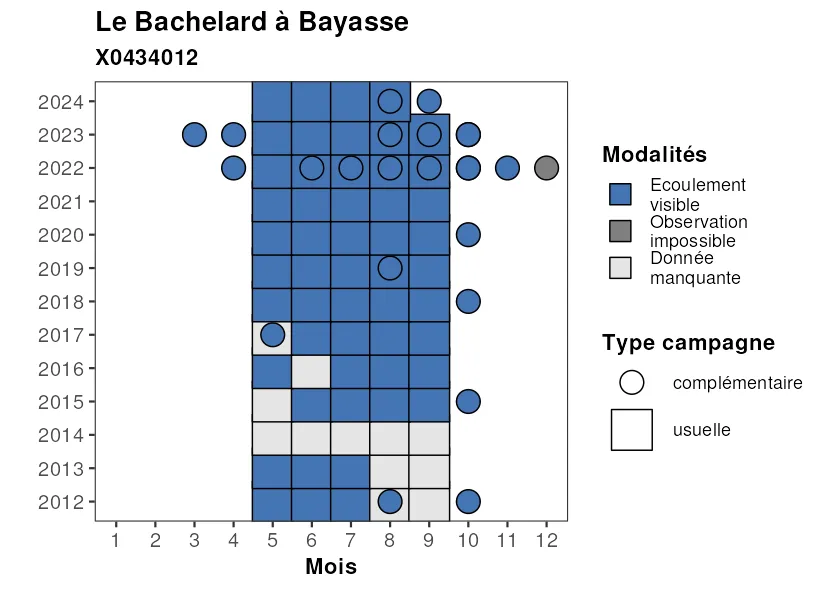 Le Bachelard à Bayasse
X0434012
2024
2023
2022
2021
2020
2019
2018
2017
2016
2015
2014
2013
2012
1 2 3 4 5 6 7 8 9 10 11 12
Mois
Modalités
Ecoulement
visible
Observation
impossible
Donnée
manquante
Type campagne
complémentaire
usuelle